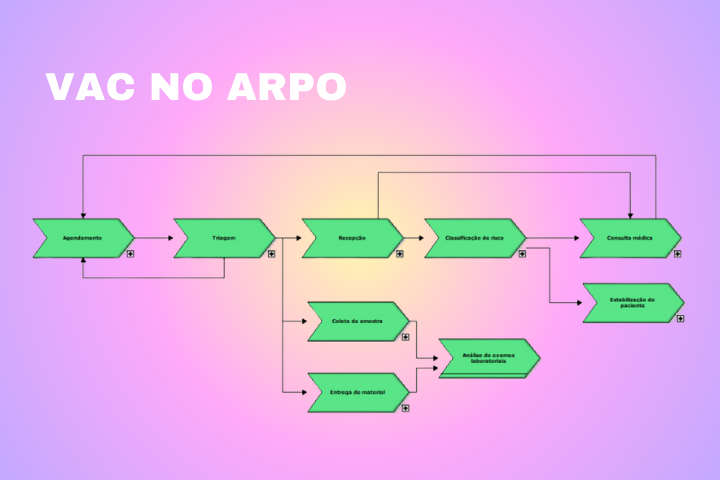 VAC NO ARPO
Agendamento
Triagem
Recepção
Classificação de risco
Consulta médica
Estabilização de
paciente
Coleta de amostra
Análise de exames
laboratoriais
Entrega de material